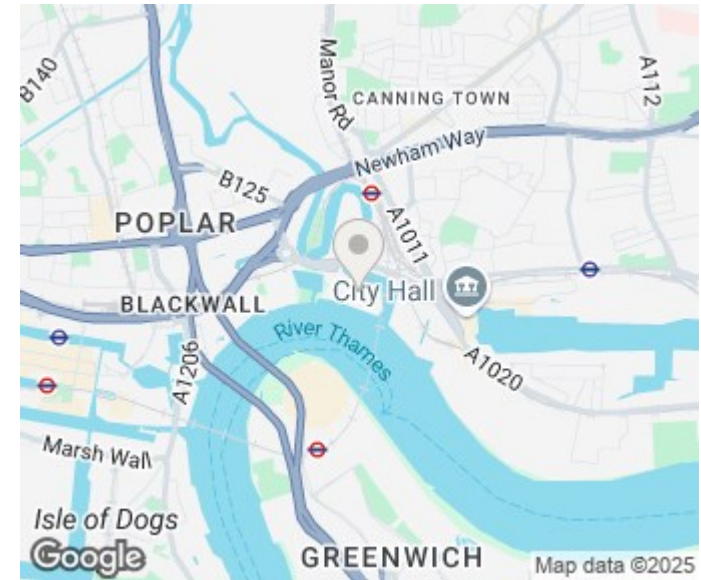 B140
Manor Rd
A112
CANNING TOWN
Newham Way
B125
POPLAR
A1011
City Hall
BLACKWALL
River Thames
A1206
A1020
Marsh Wall
Isle of Dogs
Google
GREENWICH
Map data ©2025